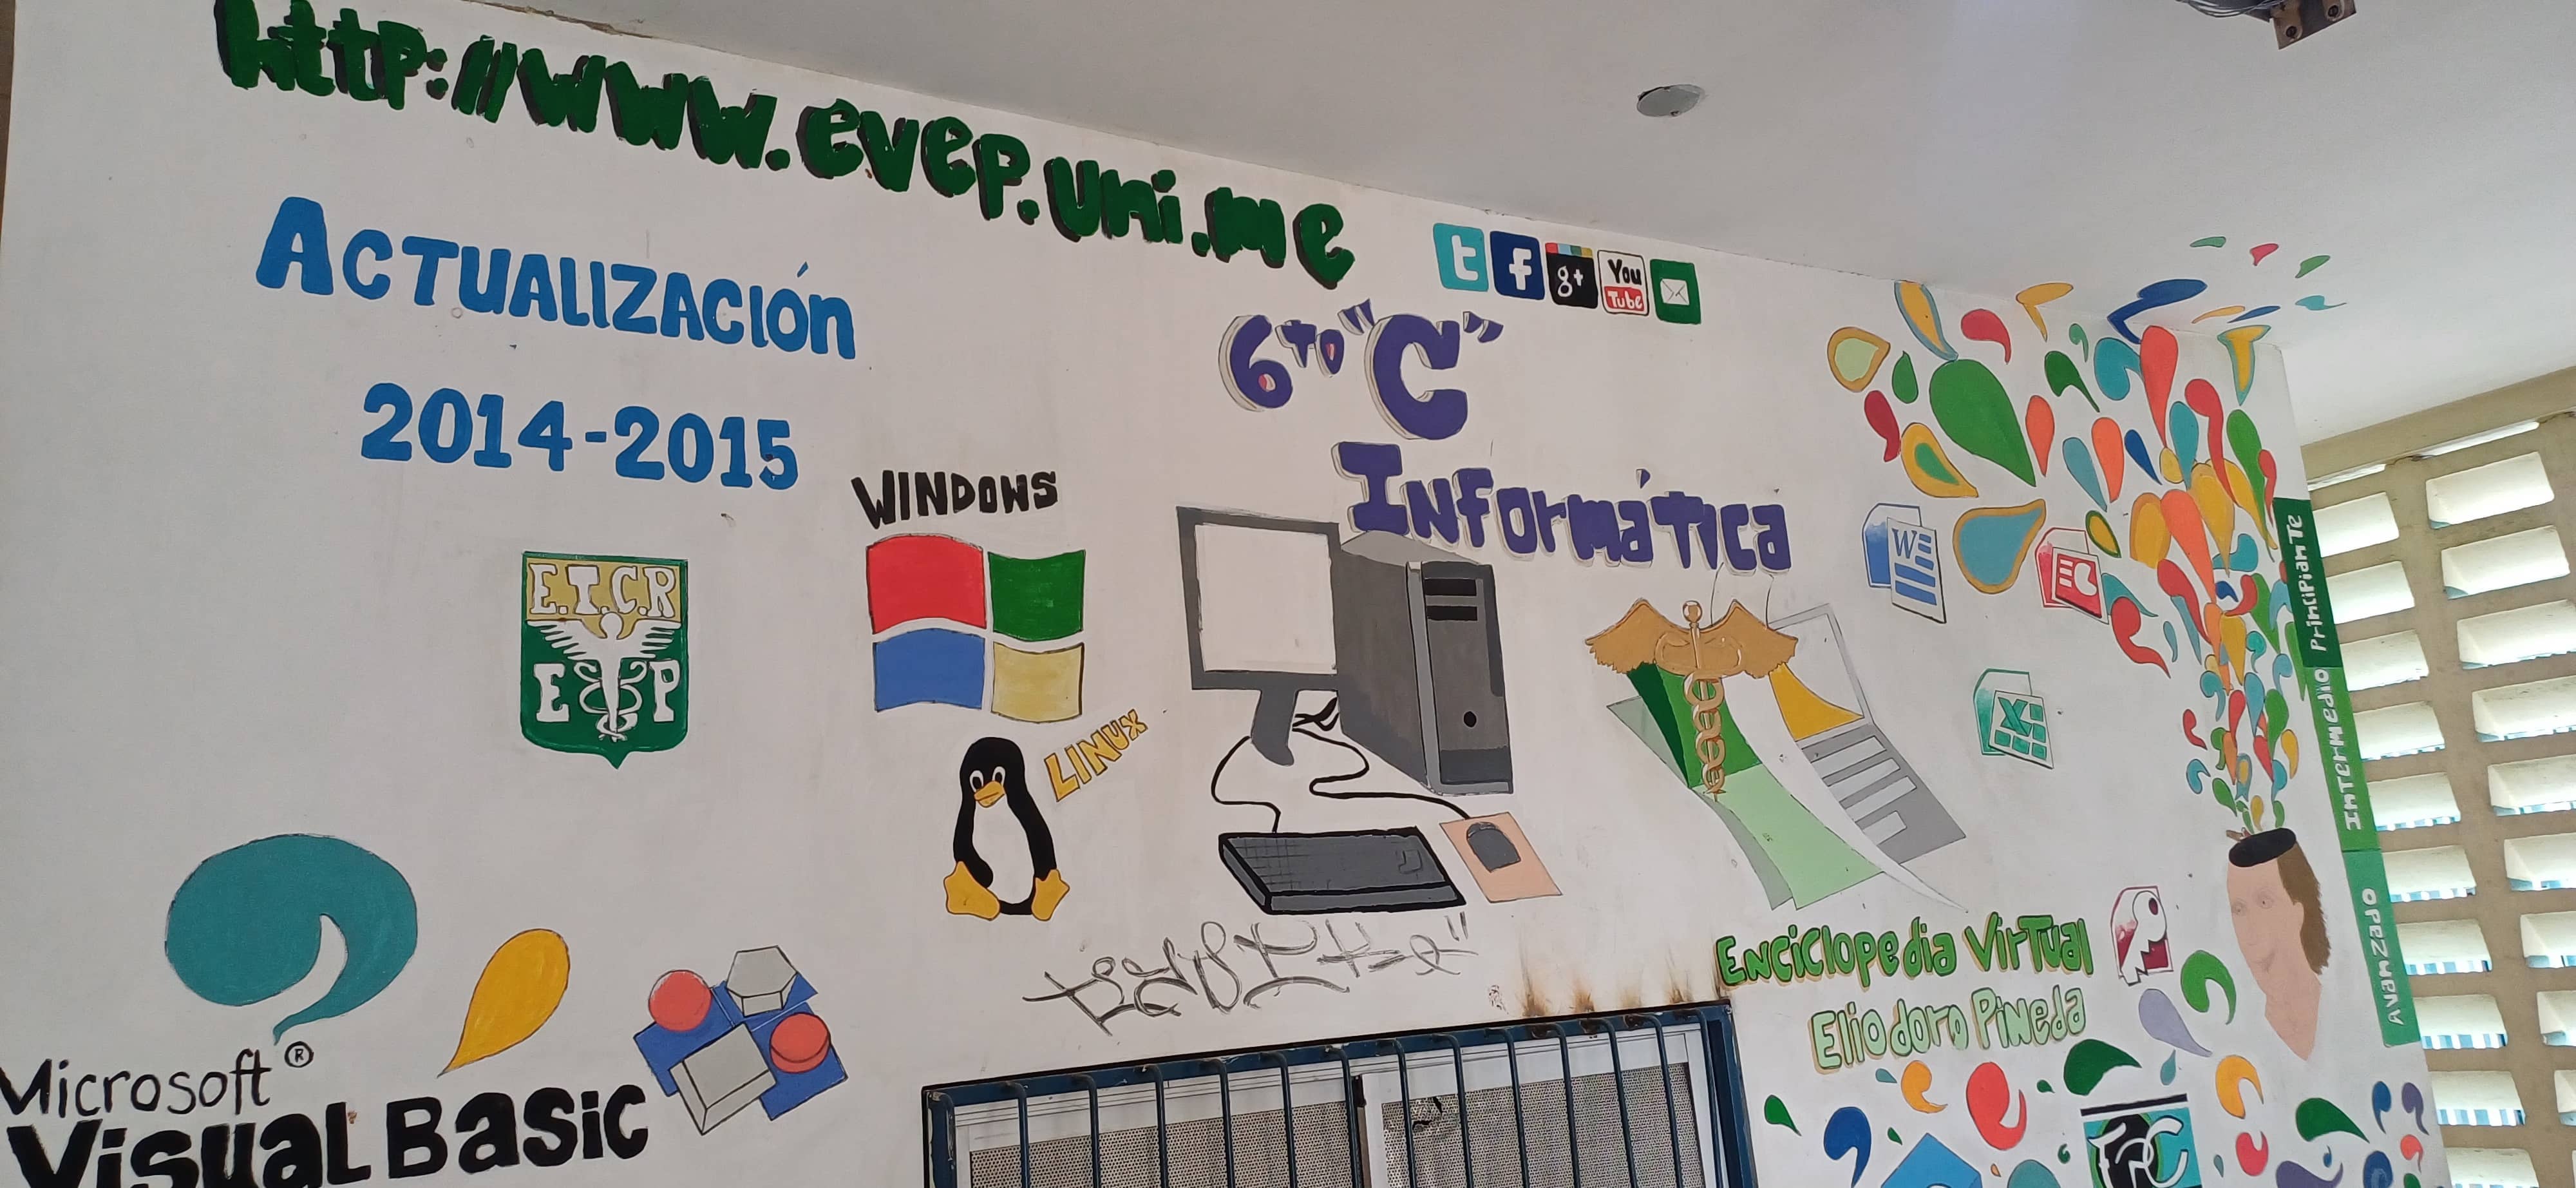 http://www.evep.uni.me
Actualización
2014-2015
6to "C"
Informática
t f g+ You Tube
WINDOWS
LINUX
E.T.C.R
E P
Microsoft ®
Visual Basic
W
Enciclopedia Virtual
Eliodoro Pineda
Principiante
Intermedio
Avanzado